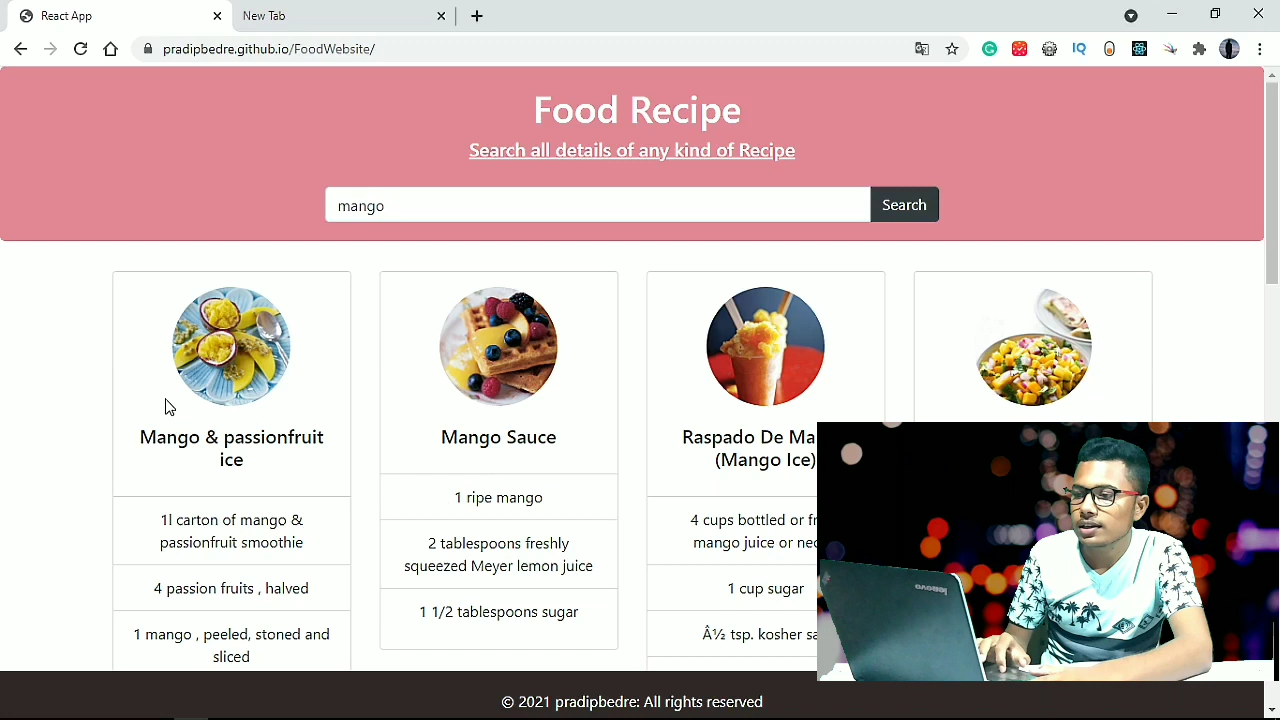 React App
New Tab
pradipbedre.github.io/FoodWebsite/
IQ
Food Recipe
Search all details of any kind of Recipe
mango
Search
Mango & passionfruit
ice
1l carton of mango &
passionfruit smoothie
4 passion fruits , halved
1 mango , peeled, stoned and
sliced
Mango Sauce
1 ripe mango
2 tablespoons freshly
squeezed Meyer lemon juice
1 1/2 tablespoons sugar
Raspado De Ma
(Mango Ice)
4 cups bottled or fr
mango juice or nec
1 cup sugar
Â½ tsp. kosher sa
lenovo
© 2021 pradipbedre: All rights reserved